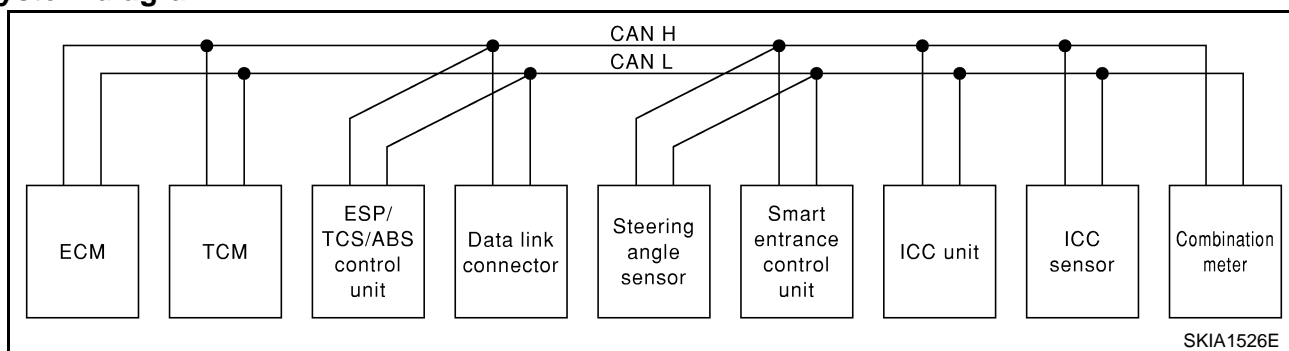 CAN H
CAN L
ECM
TCM
ESP/
TCS/ABS
control
unit
Data link
connector
Steering
angle
sensor
Smart
entrance
control
unit
ICC unit
ICC
sensor
Combination
meter
SKIA1526E